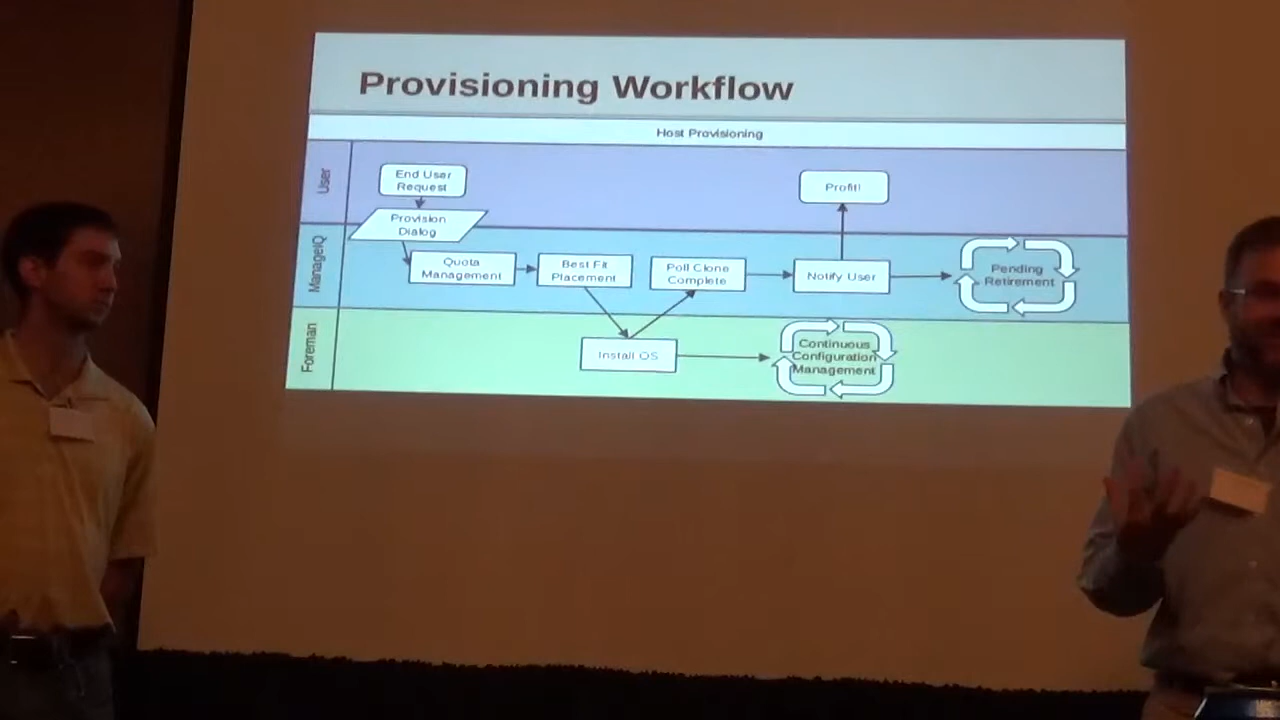 Provisioning Workflow
Host Provisioning
User
End User
Request
Provision
Dialog
Profit!
ManageIQ
Quota
Management
Best Fit
Placement
Poll Clone
Complete
Notify User
Pending
Retirement
Foreman
Install OS
Continuous
Configuration
Management